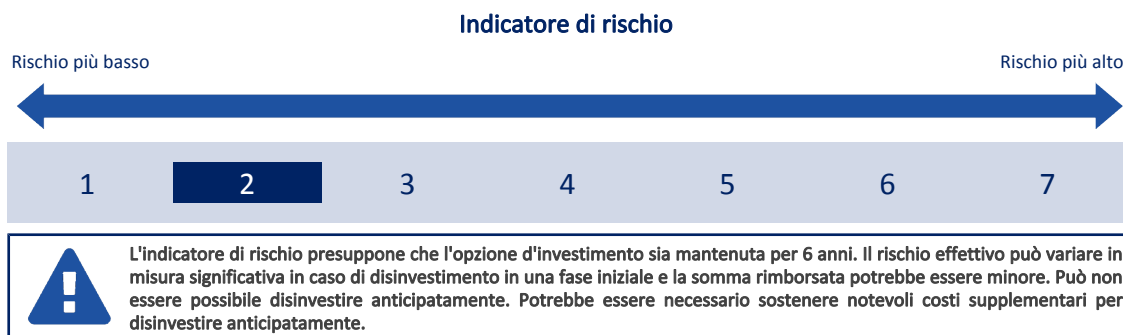 Indicatore di rischio
Rischio più basso
Rischio più alto
1 2 3 4 5 6 7
L'indicatore di rischio presuppone che l'opzione d'investimento sia mantenuta per 6 anni. Il rischio effettivo può variare in
misura significativa in caso di disinvestimento in una fase iniziale e la somma rimborsata potrebbe essere minore. Può non
essere possibile disinvestire anticipatamente. Potrebbe essere necessario sostenere notevoli costi supplementari per
disinvestire anticipatamente.